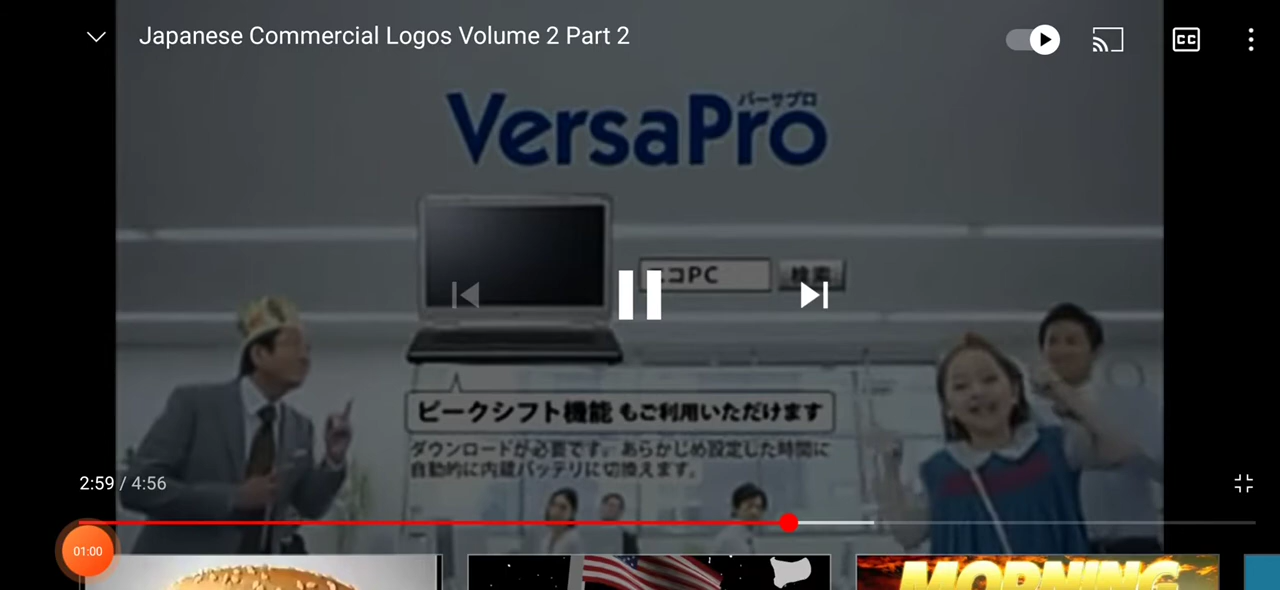 Japanese Commercial Logos Volume 2 Part 2
CC
バーサプロ
VersaPro
コPC 検索
ピークシフト機能 もご利用いただけます
ダウンロードが必要です。あらかじめ設定した時間に
自動的に内蔵バッテリに切換えます。
2:59 / 4:56
01:00
MORNING